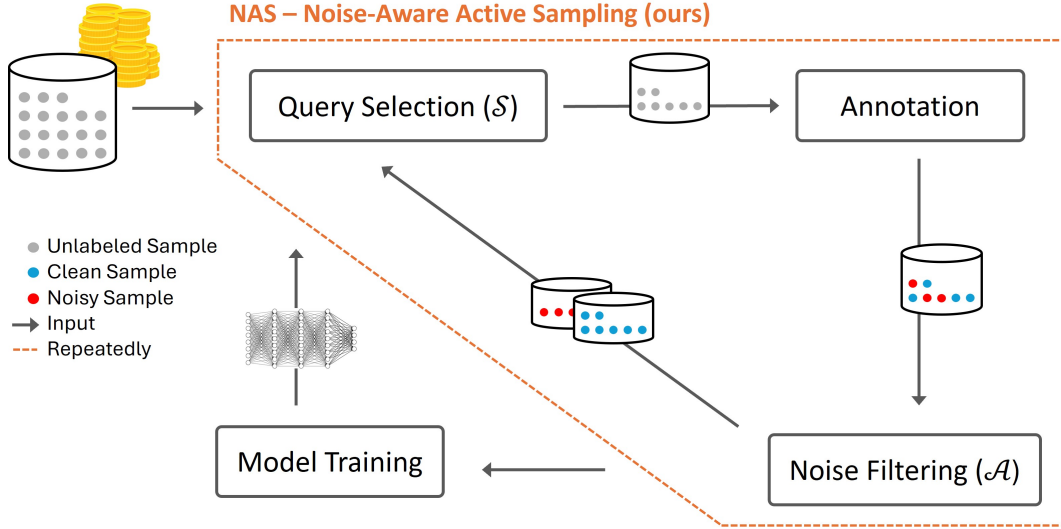 NAS – Noise-Aware Active Sampling (ours)
Query Selection (𝒮)
Annotation
Unlabeled Sample
Clean Sample
Noisy Sample
Input
Repeatedly
Model Training
Noise Filtering (𝒜)